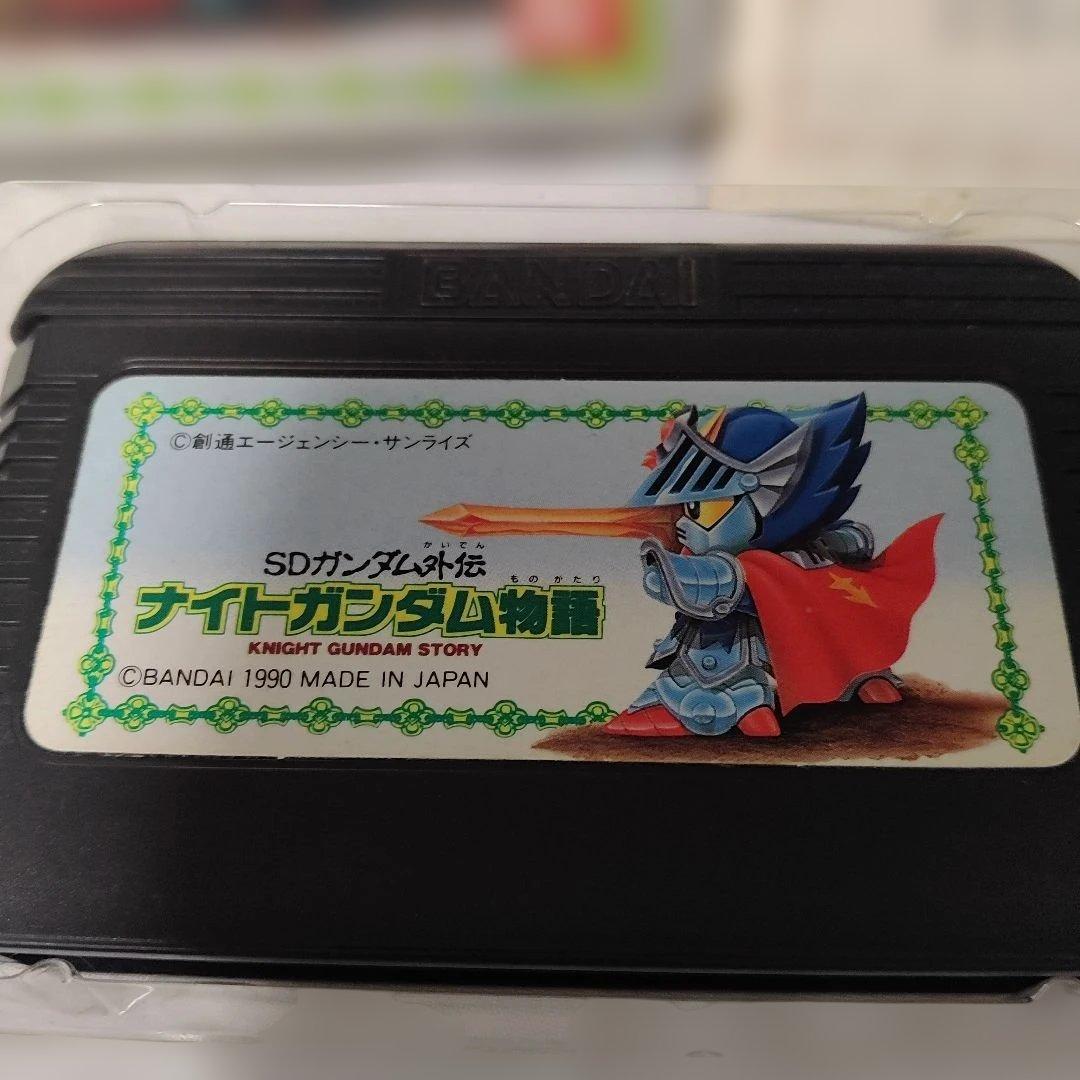 BANDAI
©創通エージェンシー・サンライズ
かいでん
SDガンダム外伝
ものがたり
ナイトガンダム物語
KNIGHT GUNDAM STORY
©BANDAI 1990 MADE IN JAPAN